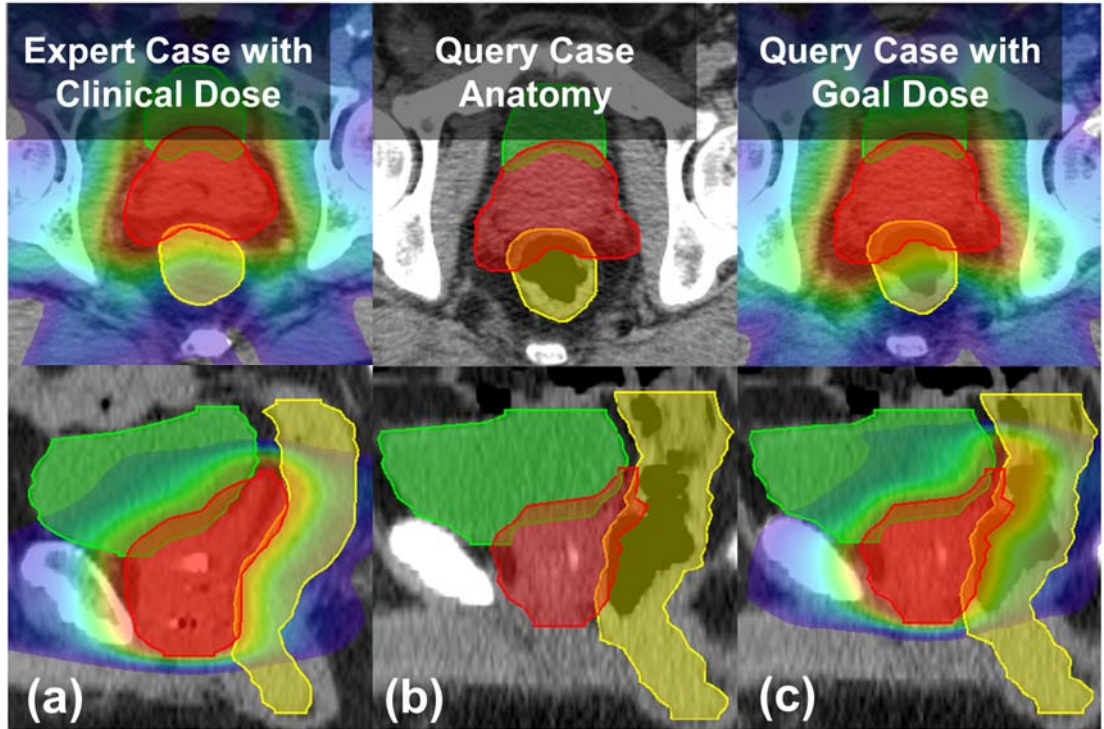 Expert Case with
Clinical Dose
Query Case
Anatomy
Query Case with
Goal Dose
(a)
(b)
(c)